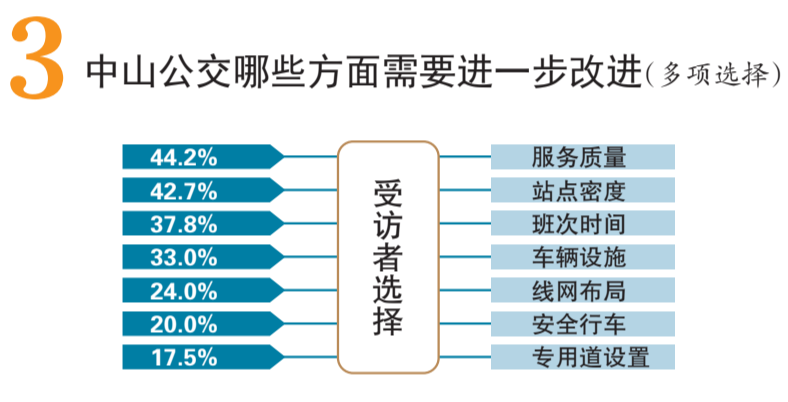 3 中山公交哪些方面需要进一步改进(多项选择)
44.2% 服务质量
42.7% 站点密度
37.8% 班次时间
33.0% 车辆设施
24.0% 线网布局
20.0% 安全行车
17.5% 专用道设置
受访者选择